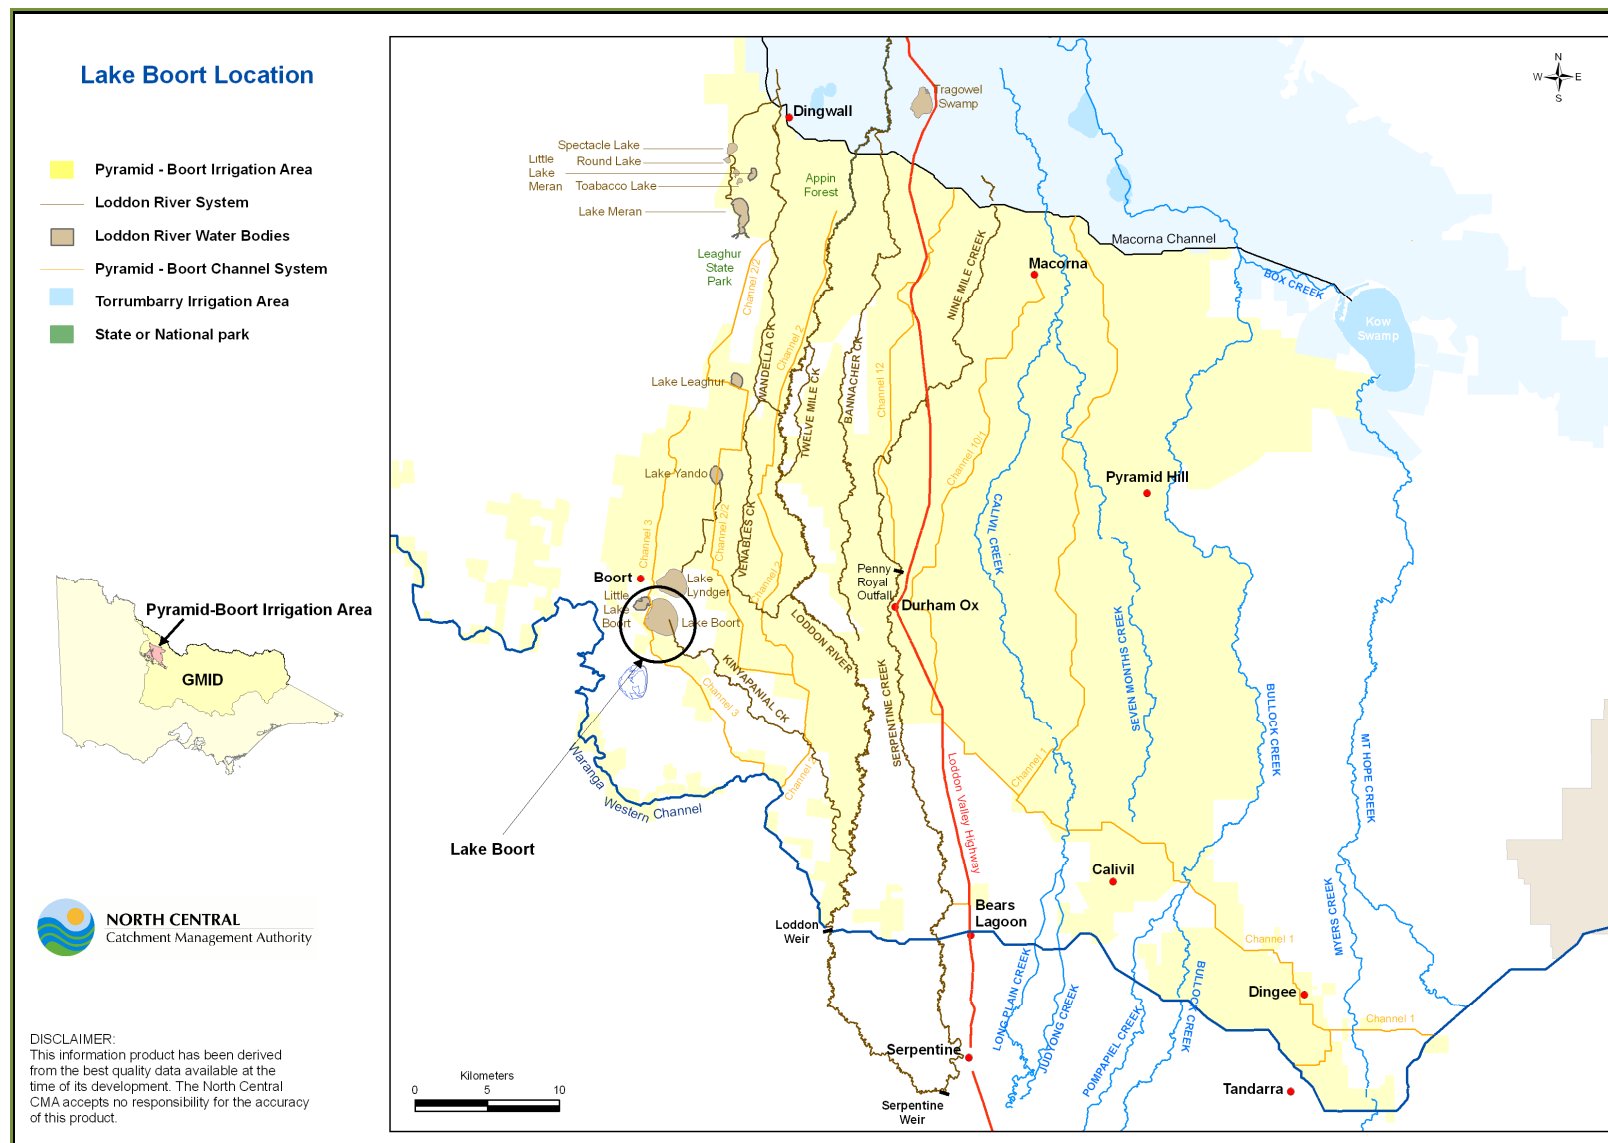 Lake Boort Location
Pyramid - Boort Irrigation Area
Loddon River System
Loddon River Water Bodies
Pyramid - Boort Channel System
Torrumbarry Irrigation Area
State or National park
Pyramid-Boort Irrigation Area
GMID
NORTH CENTRAL
Catchment Management Authority
DISCLAIMER:
This information product has been derived
from the best quality data available at the
time of its development. The North Central
CMA accepts no responsibility for the accuracy
of this product.
N
W
E
S
Dingwall
Tragowel
Swamp
Spectacle Lake
Little
Lake
Meran
Round Lake
Toabacco Lake
Lake Meran
Appin
Forest
Leaghur
State
Park
Channel 2/2
Macorna Channel
Macorna
NINE MILE CREEK
BOX CREEK
Kow
Swamp
WANDELLA CK
Channel 2
TWELVE MILE CK
BANNACHER CK
Channel 12
Lake Leaghur
Channel 10/1
Lake Yando
Pyramid Hill
Channel 3
Channel 2/2
VENABLES CK
CALIVIL CREEK
Boort
Lake
Lyndger
Little
Lake
Boort
Lake Boort
Channel 2
Penny
Royal
Outfall
Durham Ox
LODDON RIVER
KINYAPANIAL CK
Channel 3
SERPENTINE CREEK
SEVEN MONTHS CREEK
BULLOCK CREEK
MT HOPE CREEK
Waranga
Western Channel
Channel 2
Loddon Valley Highway
Channel 1
Lake Boort
Calivil
Bears
Lagoon
Loddon
Weir
MYERS CREEK
Channel 1
LONG PLAIN CREEK
JUDYONG CREEK
POMPAPIEL CREEK
BULLOCK CREEK
Dingee
Channel 1
Serpentine
Tandarra
Serpentine
Weir
Kilometers
0
5
10